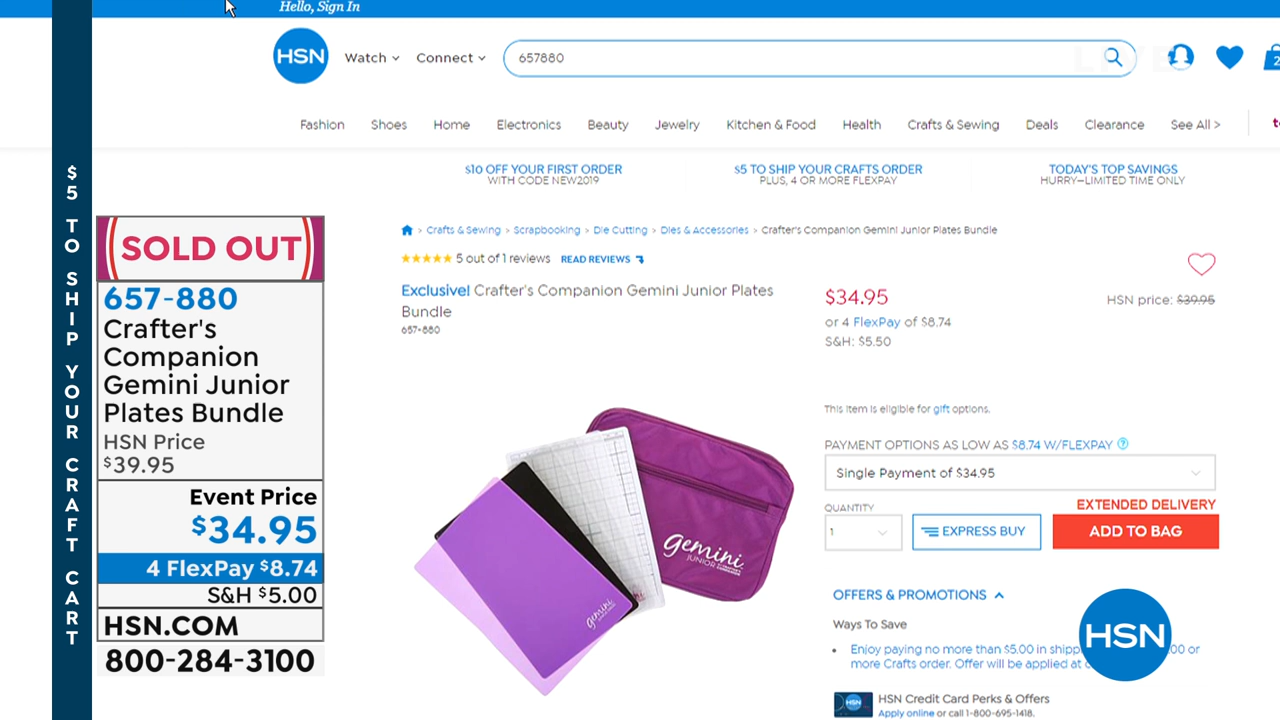 Hello, Sign In
HSN
Watch
Connect
657880
2
Fashion
Shoes
Home
Electronics
Beauty
Jewelry
Kitchen & Food
Health
Crafts & Sewing
Deals
Clearance
See All >
$10 OFF YOUR FIRST ORDER
WITH CODE NEW2019
$5 TO SHIP YOUR CRAFTS ORDER
PLUS, 4 OR MORE FLEXPAY
TODAY'S TOP SAVINGS
HURRY—LIMITED TIME ONLY
$5 TO SHIP YOUR CRAFT CART
SOLD OUT
657-880
Crafter's
Companion
Gemini Junior
Plates Bundle
HSN Price
$39.95
Event Price
$34.95
4 FlexPay $8.74
S&H $5.00
HSN.COM
800-284-3100
> Crafts & Sewing > Scrapbooking > Die Cutting > Dies & Accessories > Crafter's Companion Gemini Junior Plates Bundle
5 out of 1 reviews READ REVIEWS
Exclusive! Crafter's Companion Gemini Junior Plates
Bundle
657-880
gemini
JUNIOR
gemini
$34.95
HSN price: $39.95
or 4 FlexPay of $8.74
S&H: $5.50
This item is eligible for gift options.
PAYMENT OPTIONS AS LOW AS $8.74 W/FLEXPAY ?
Single Payment of $34.95
EXTENDED DELIVERY
QUANTITY
1
EXPRESS BUY
ADD TO BAG
OFFERS & PROMOTIONS
Ways To Save
• Enjoy paying no more than $5.00 in shipp
00 or
more Crafts order. Offer will be applied at
HSN
HSN
HSN Credit Card Perks & Offers
Apply online or call 1-800-695-1418.